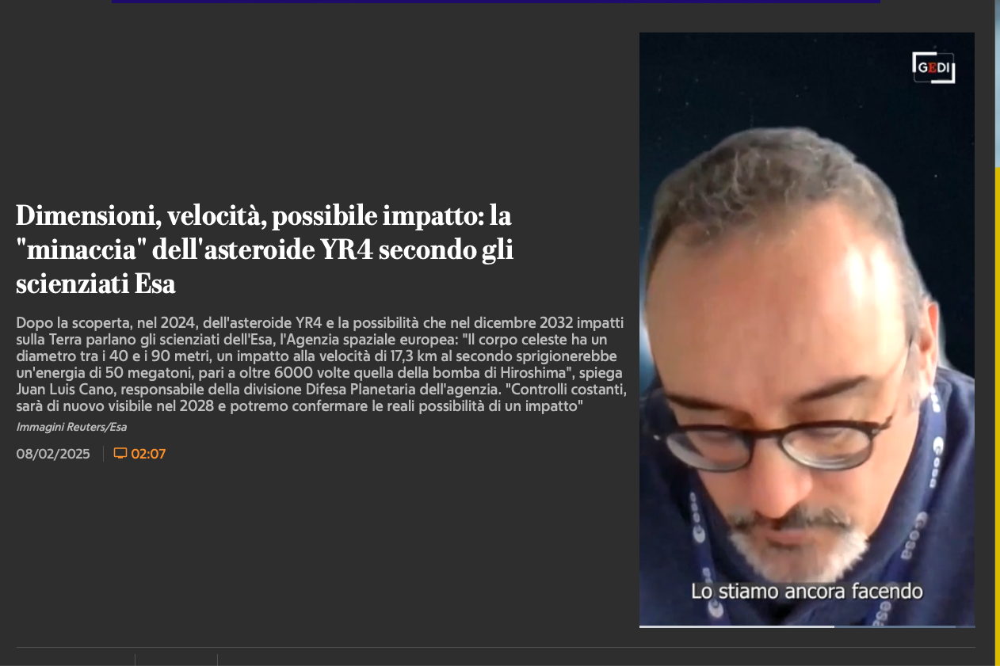 Dimensioni, velocità, possibile impatto: la
"minaccia" dell'asteroide YR4 secondo gli
scienziati Esa
Dopo la scoperta, nel 2024, dell'asteroide YR4 e la possibilità che nel dicembre 2032 impatti
sulla Terra parlano gli scienziati dell'Esa, l'Agenzia spaziale europea: "Il corpo celeste ha un
diametro tra i 40 e i 90 metri, un impatto alla velocità di 17,3 km al secondo sprigionerebbe
un'energia di 50 megatoni, pari a oltre 6000 volte quella della bomba di Hiroshima", spiega
Juan Luis Cano, responsabile della divisione Difesa Planetaria dell'agenzia. "Controlli costanti,
sarà di nuovo visibile nel 2028 e potremo confermare le reali possibilità di un impatto"
Immagini Reuters/Esa
08/02/2025 02:07
GEDI
esa
esa
esa
esa
Lo stiamo ancora facendo